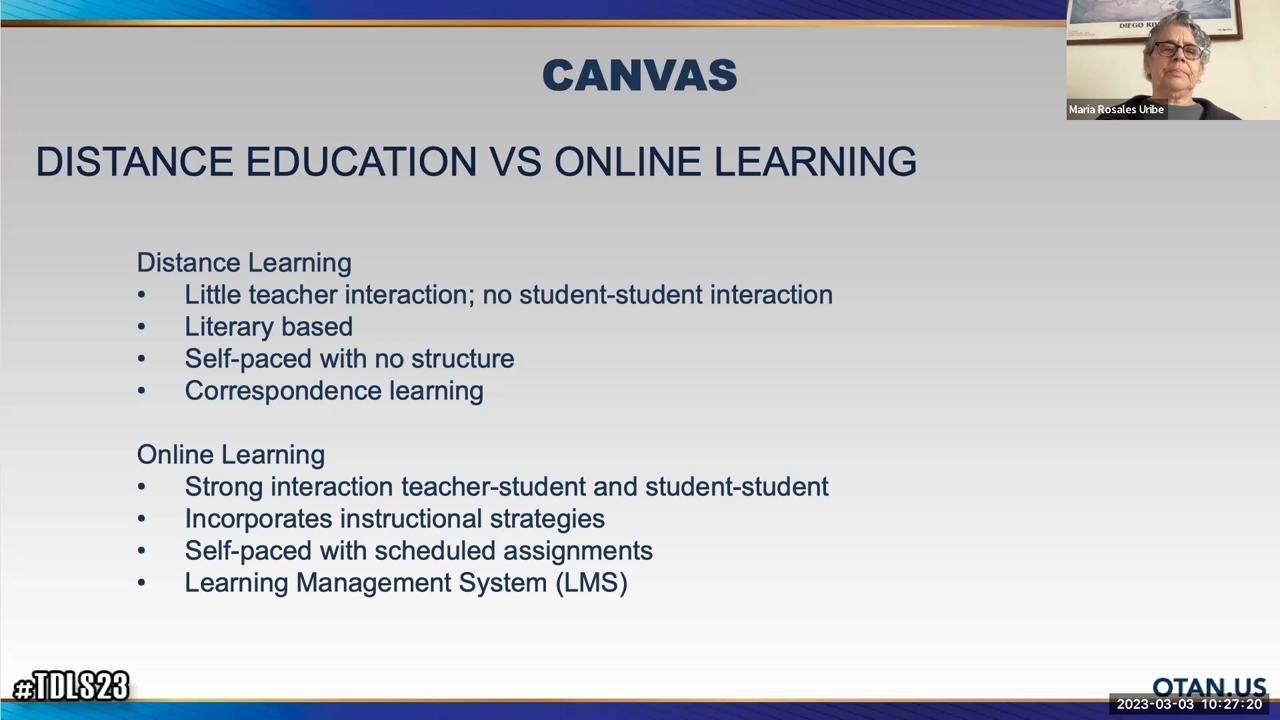 CANVAS
DIEGO
Maria Rosales Uribe
DISTANCE EDUCATION VS ONLINE LEARNING
Distance Learning
• Little teacher interaction; no student-student interaction
• Literary based
• Self-paced with no structure
• Correspondence learning
Online Learning
• Strong interaction teacher-student and student-student
• Incorporates instructional strategies
• Self-paced with scheduled assignments
• Learning Management System (LMS)
#TDLS23
OTAN.US
2023-03-03 10:27:20